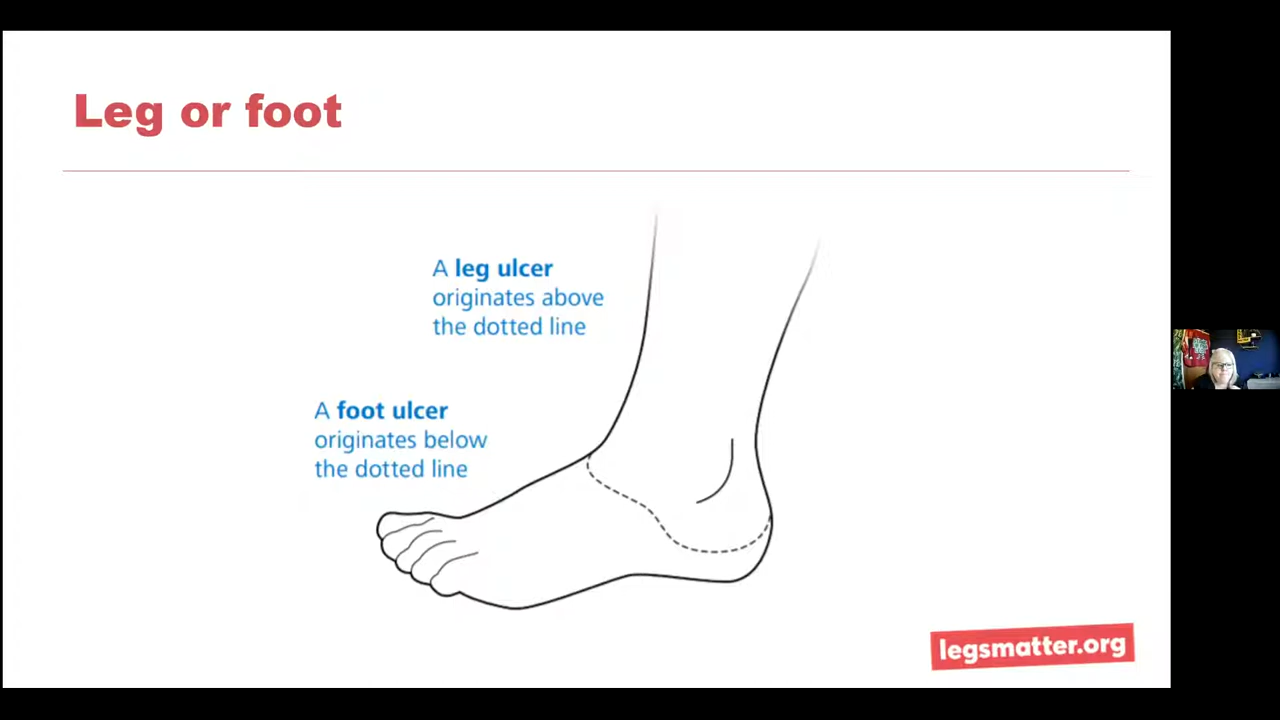 Leg or foot
A leg ulcer
originates above
the dotted line
A foot ulcer
originates below
the dotted line
legsmatter.org